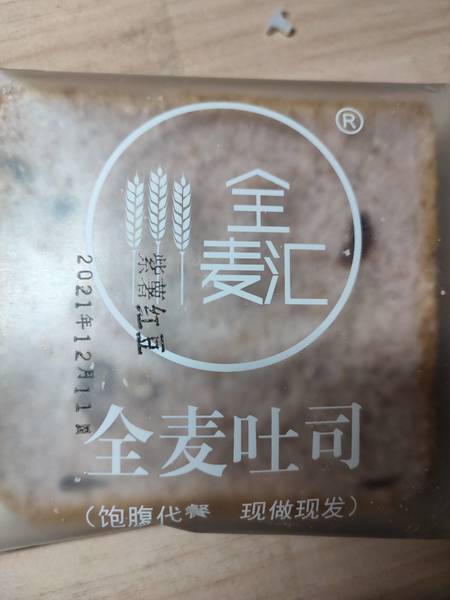 ®
全
麦汇
紫薯红豆
2021年12月11日
全麦吐司
（饱腹代餐 现做现发）